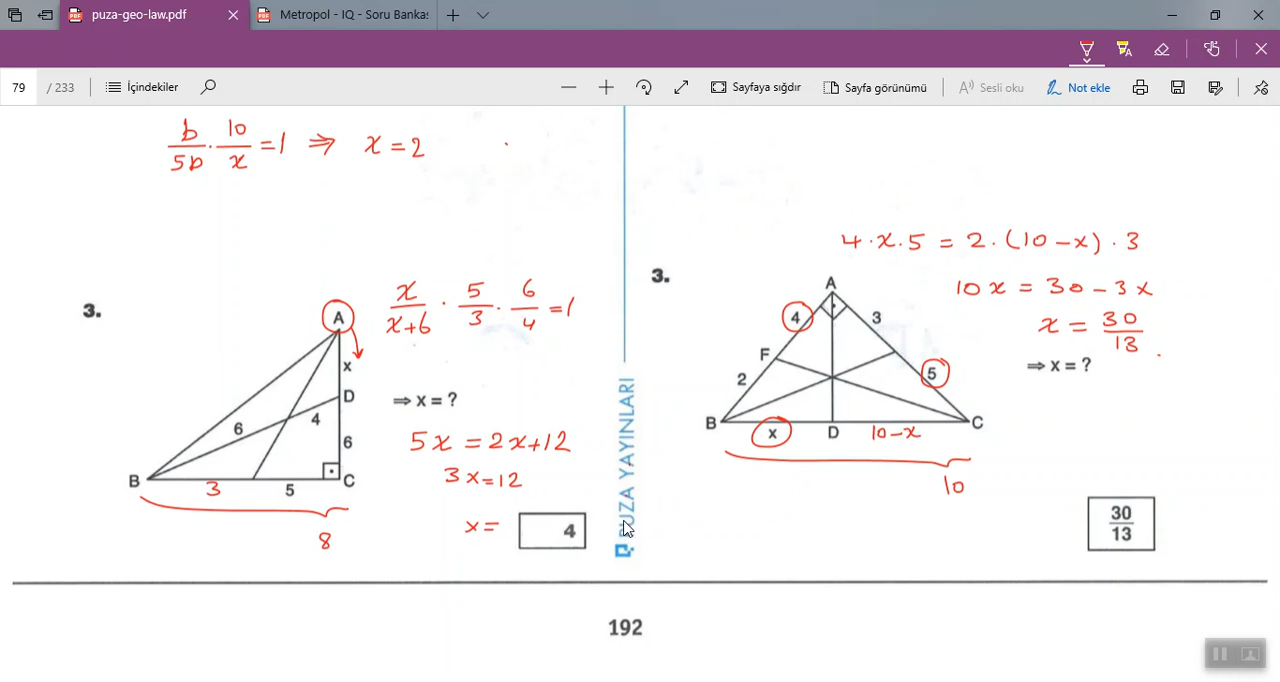 puza-geo-law.pdf
Metropol - IQ - Soru Bankas
79 / 233 İçindekiler Sayfaya sığdır Sayfa görünümü Sesli oku Not ekle
b/5b · 10/x = 1 ⇒ x = 2
3.
x/(x+6) · 5/3 · 6/4 = 1
A
x
D
⇒ x = ?
6
4
6
5x = 2x+12
B
3
5
C
3x = 12
8
x =
4
PUZA YAYINLARI
3.
4 · x · 5 = 2 · (10 - x) · 3
A
10x = 30 - 3x
4
3
x = 30/13
F
⇒ x = ?
2
5
B
x
D
10-x
C
10
30/13
192